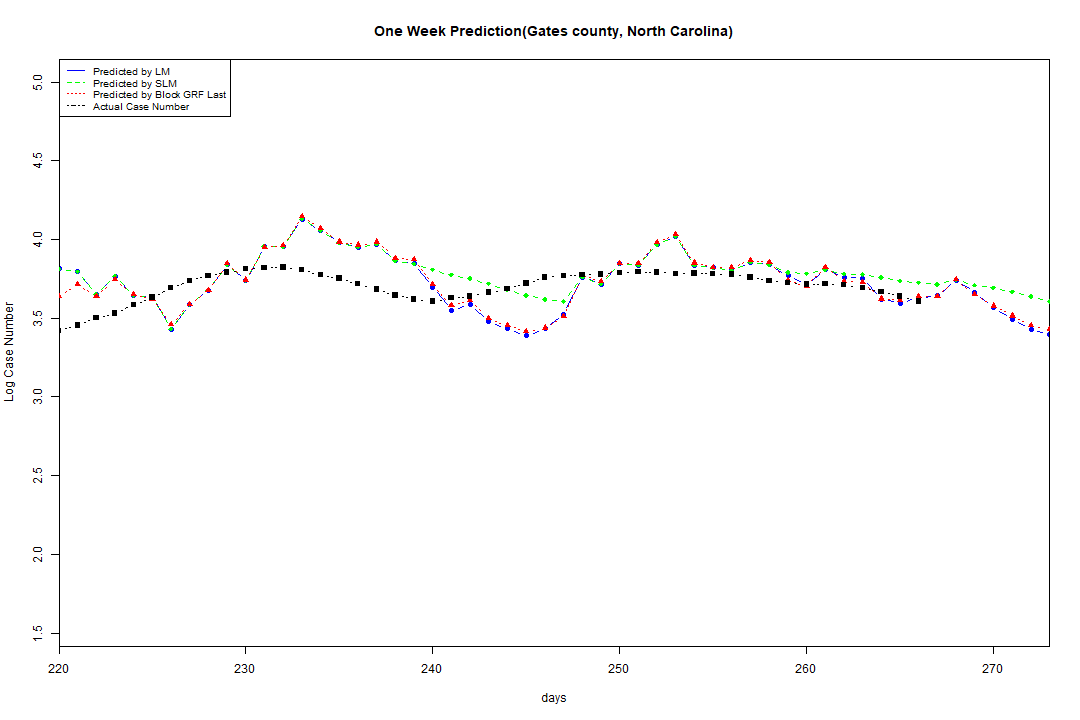 One Week Prediction(Gates county, North Carolina)
Predicted by LM
Predicted by SLM
Predicted by Block GRF Last
Actual Case Number
5.0
4.5
4.0
3.5
3.0
2.5
2.0
1.5
Log Case Number
220 230 240 250 260 270
days